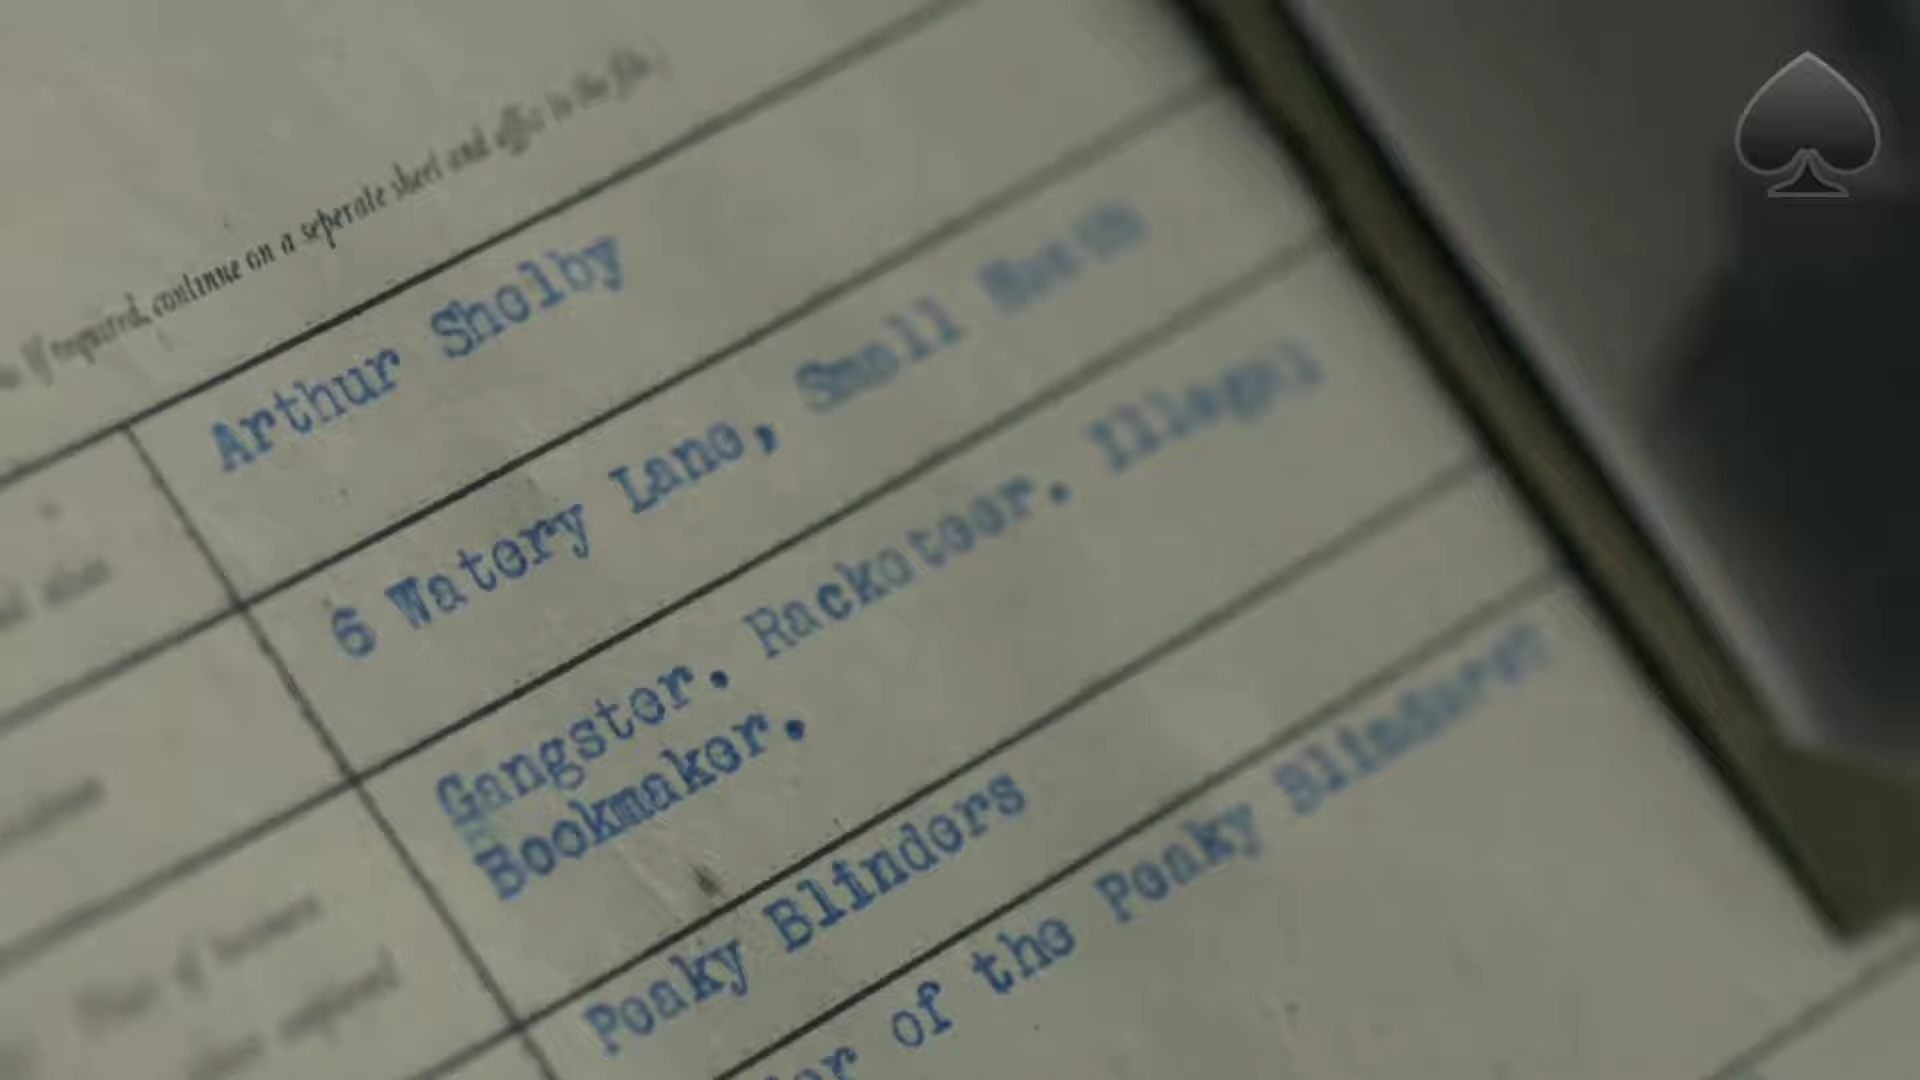 If required, continue on a seperate sheet and affix to the file.
Arthur Shelby
6 Watery Lane, Small Heath
Gangster. Racketeer. Illegal
Bookmaker.
Peaky Blinders
of the Peaky Blinders?